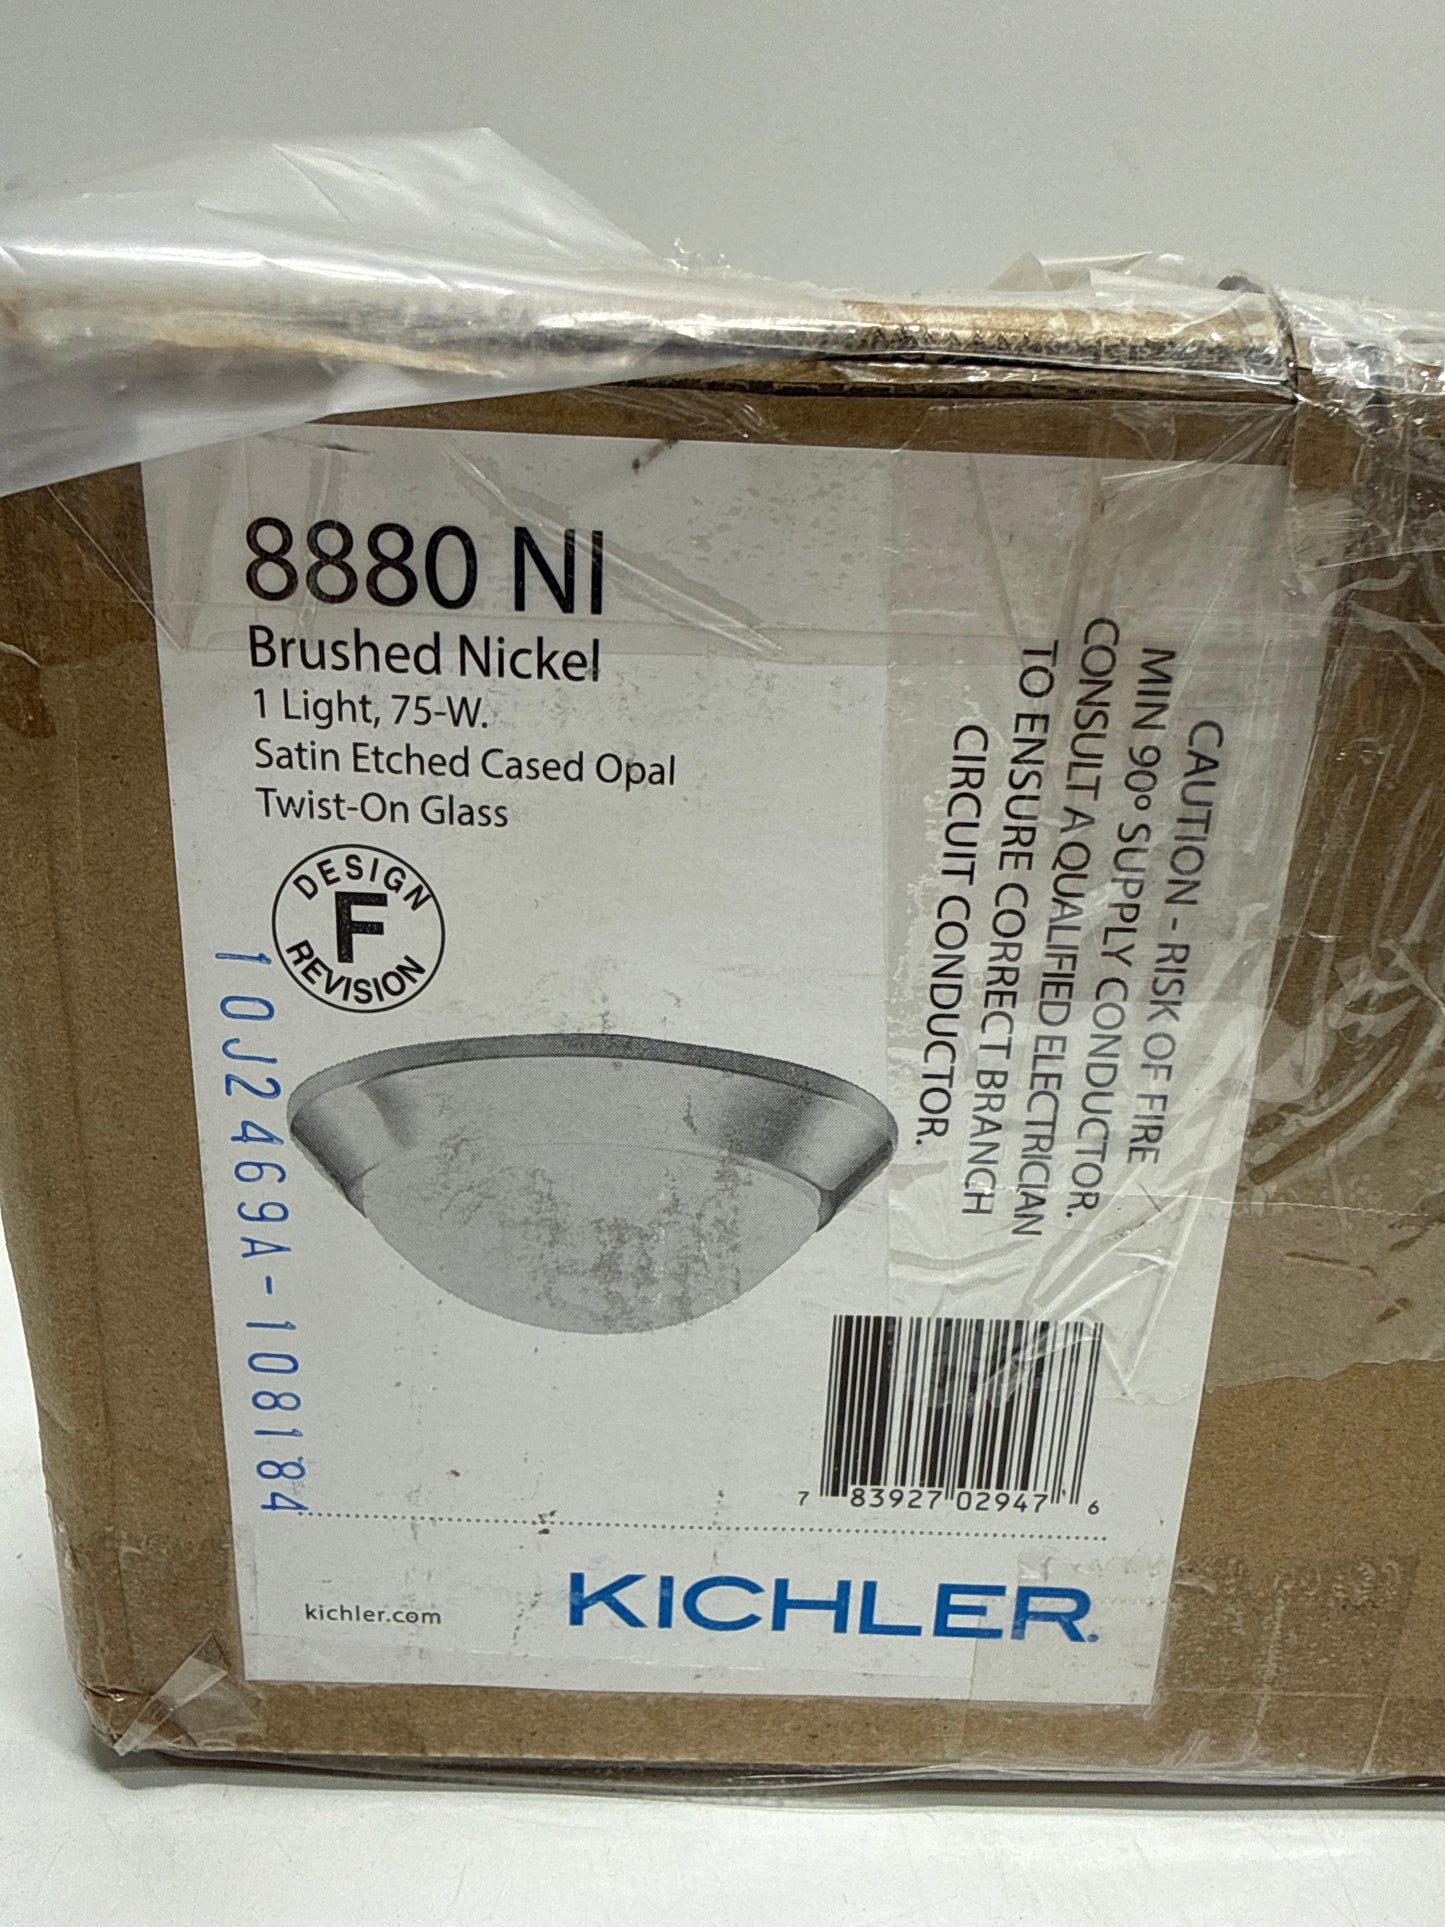 8880 NI
Brushed Nickel
1 Light, 75-W.
Satin Etched Cased Opal
Twist-On Glass
DESIGN
F
REVISION
10J2469A-108184
CAUTION - RISK OF FIRE
MIN 90° SUPPLY CONDUCTOR.
CONSULT A QUALIFIED ELECTRICIAN
TO ENSURE CORRECT BRANCH
CIRCUIT CONDUCTOR.
7 83927 02947 6
kichler.com
KICHLER®